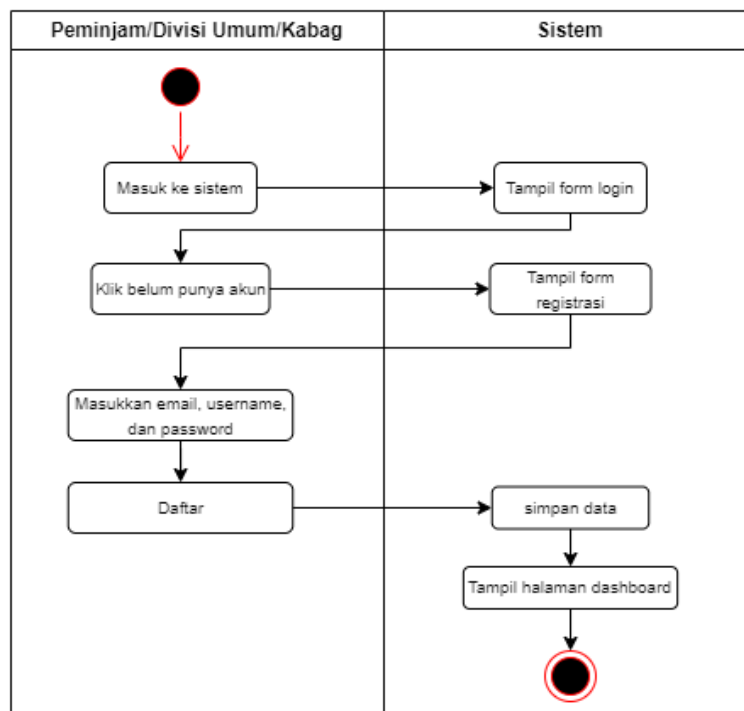 Peminjam/Divisi Umum/Kabag
Sistem
Masuk ke sistem
Tampil form login
Klik belum punya akun
Tampil form
registrasi
Masukkan email, username,
dan password
Daftar
simpan data
Tampil halaman dashboard